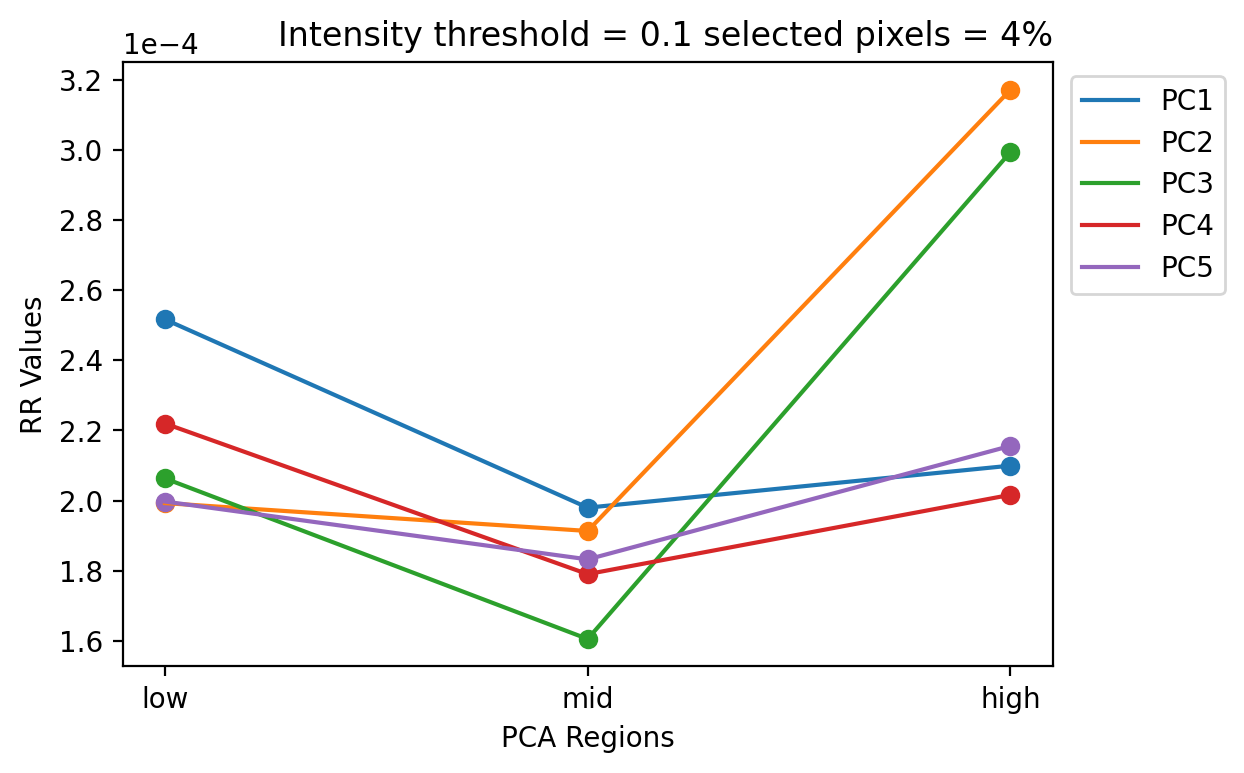 Intensity threshold = 0.1 selected pixels = 4%
1e−4
3.2
3.0
2.8
2.6
2.4
2.2
2.0
1.8
1.6
RR Values
low mid high
PCA Regions
PC1
PC2
PC3
PC4
PC5